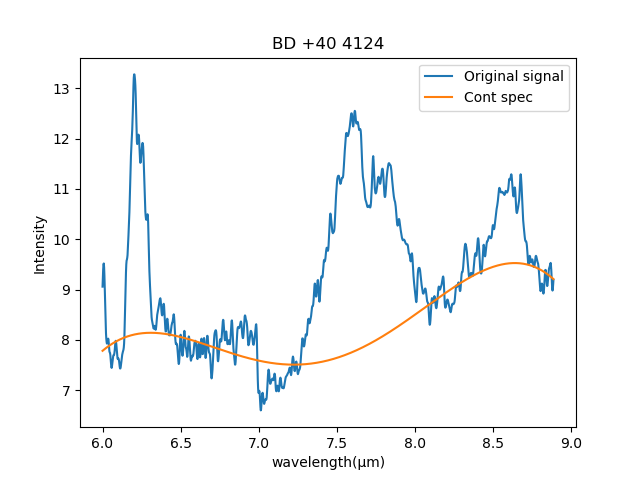 BD +40 4124
Original signal
Cont spec
Intensity
13
12
11
10
9
8
7
6.0 6.5 7.0 7.5 8.0 8.5 9.0
wavelength(μm)